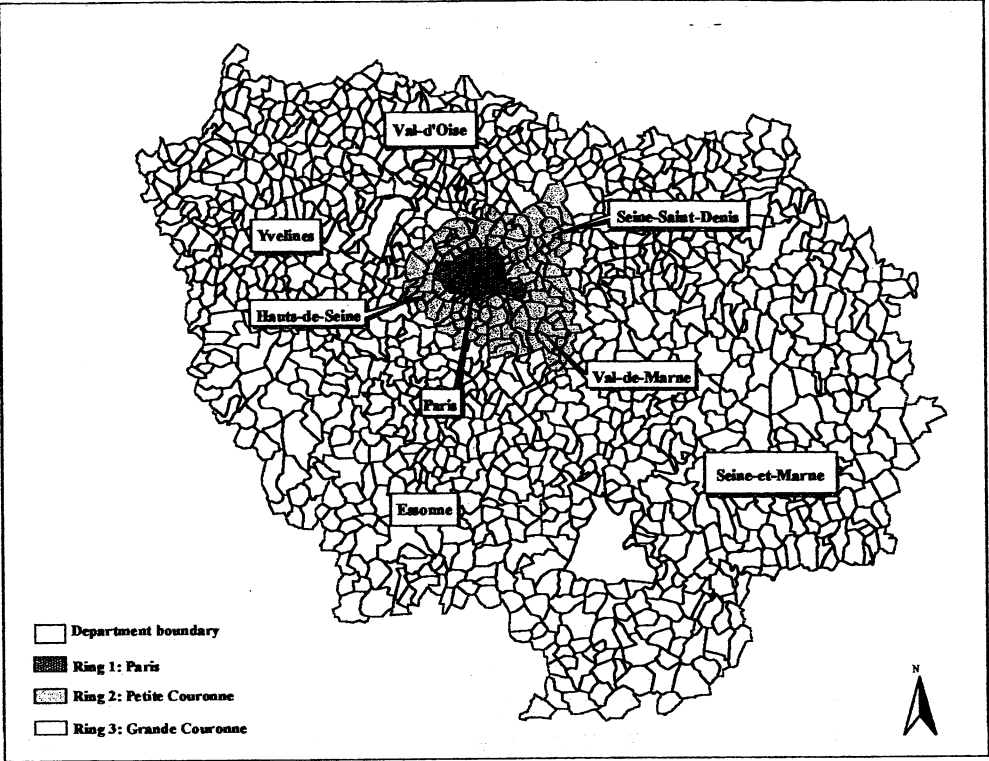 Val-d'Oise
Seine-Saint-Denis
Yvelines
Hauts-de-Seine
Val-de-Marne
Paris
Seine-et-Marne
Essonne
Department boundary
Ring 1: Paris
Ring 2: Petite Couronne
Ring 3: Grande Couronne
N